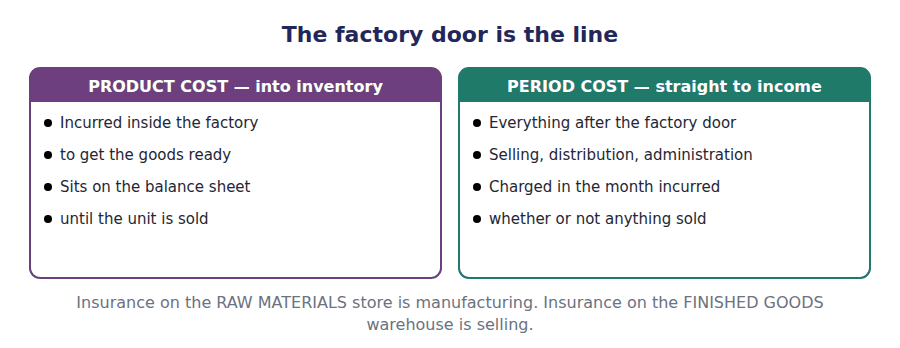 The factory door is the line
PRODUCT COST — into inventory
Incurred inside the factory
to get the goods ready
Sits on the balance sheet
until the unit is sold
PERIOD COST — straight to income
Everything after the factory door
Selling, distribution, administration
Charged in the month incurred
whether or not anything sold
Insurance on the RAW MATERIALS store is manufacturing. Insurance on the FINISHED GOODS
warehouse is selling.